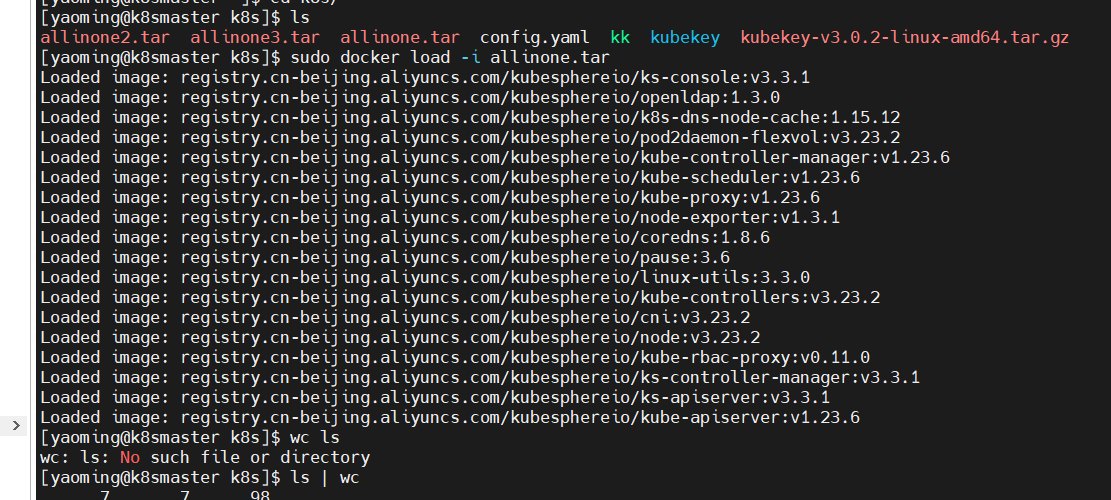 [yaoming@k8smaster ~]$ cd k8s/
[yaoming@k8smaster k8s]$ ls
allinone2.tar allinone3.tar allinone.tar config.yaml kk kubekey kubekey-v3.0.2-linux-amd64.tar.gz
[yaoming@k8smaster k8s]$ sudo docker load -i allinone.tar
Loaded image: registry.cn-beijing.aliyuncs.com/kubesphereio/ks-console:v3.3.1
Loaded image: registry.cn-beijing.aliyuncs.com/kubesphereio/openldap:1.3.0
Loaded image: registry.cn-beijing.aliyuncs.com/kubesphereio/k8s-dns-node-cache:1.15.12
Loaded image: registry.cn-beijing.aliyuncs.com/kubesphereio/pod2daemon-flexvol:v3.23.2
Loaded image: registry.cn-beijing.aliyuncs.com/kubesphereio/kube-controller-manager:v1.23.6
Loaded image: registry.cn-beijing.aliyuncs.com/kubesphereio/kube-scheduler:v1.23.6
Loaded image: registry.cn-beijing.aliyuncs.com/kubesphereio/kube-proxy:v1.23.6
Loaded image: registry.cn-beijing.aliyuncs.com/kubesphereio/node-exporter:v1.3.1
Loaded image: registry.cn-beijing.aliyuncs.com/kubesphereio/coredns:1.8.6
Loaded image: registry.cn-beijing.aliyuncs.com/kubesphereio/pause:3.6
Loaded image: registry.cn-beijing.aliyuncs.com/kubesphereio/linux-utils:3.3.0
Loaded image: registry.cn-beijing.aliyuncs.com/kubesphereio/kube-controllers:v3.23.2
Loaded image: registry.cn-beijing.aliyuncs.com/kubesphereio/cni:v3.23.2
Loaded image: registry.cn-beijing.aliyuncs.com/kubesphereio/node:v3.23.2
Loaded image: registry.cn-beijing.aliyuncs.com/kubesphereio/kube-rbac-proxy:v0.11.0
Loaded image: registry.cn-beijing.aliyuncs.com/kubesphereio/ks-controller-manager:v3.3.1
Loaded image: registry.cn-beijing.aliyuncs.com/kubesphereio/ks-apiserver:v3.3.1
Loaded image: registry.cn-beijing.aliyuncs.com/kubesphereio/kube-apiserver:v1.23.6
[yaoming@k8smaster k8s]$ wc ls
wc: ls: No such file or directory
[yaoming@k8smaster k8s]$ ls | wc
7 7 98